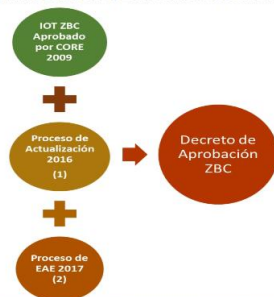 IOT ZBC
Aprobado
por CORE
2009
Proceso de
Actualización
2016
(1)
Decreto de
Aprobación
ZBC
Proceso de
EAE 2017
(2)